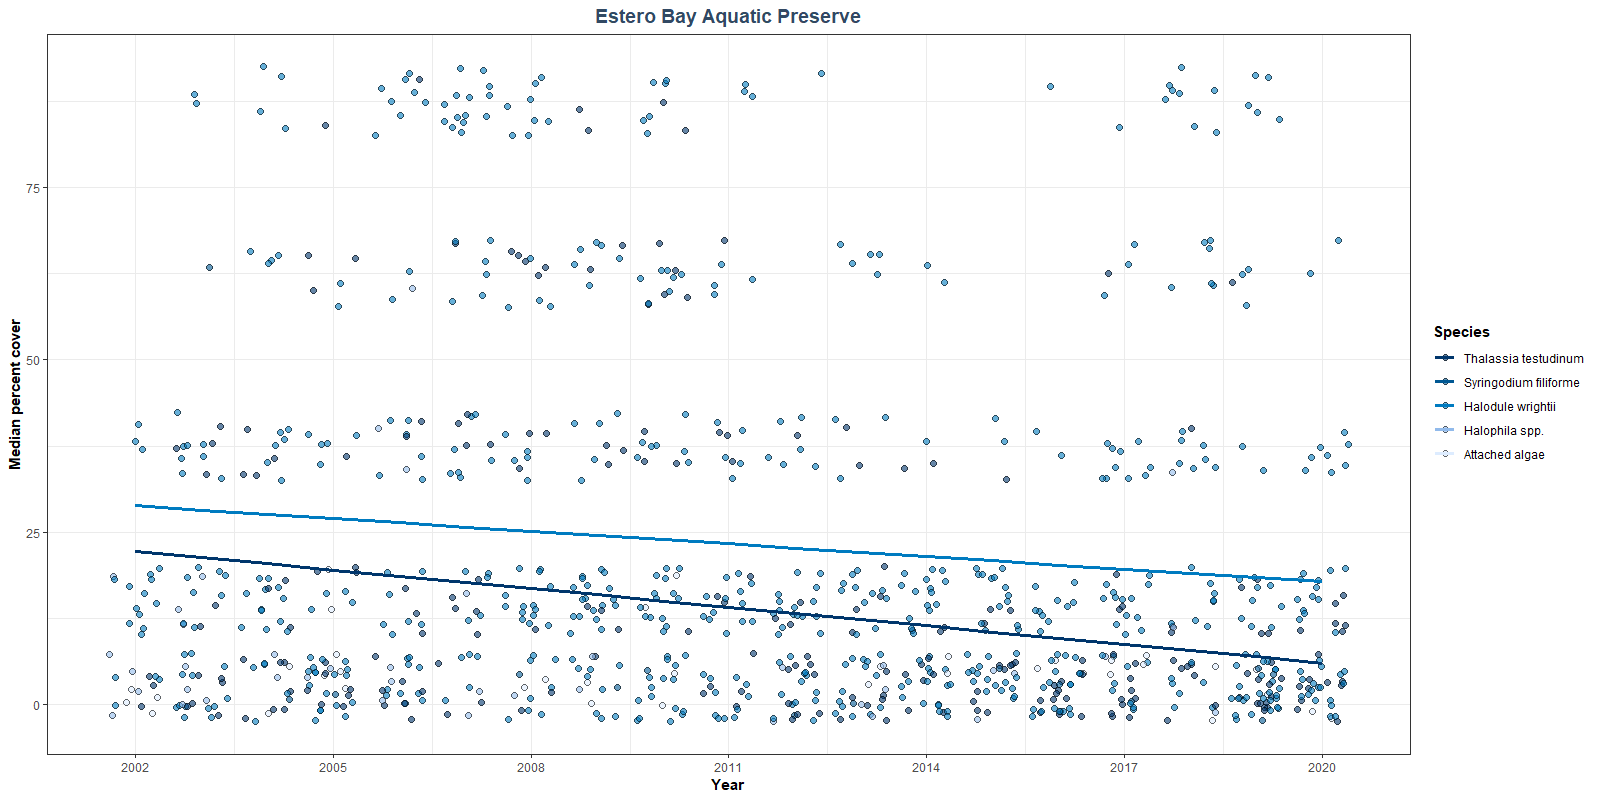 Estero Bay Aquatic Preserve
Median percent cover
75
50
25
0
2002 2005 2008 2011 2014 2017 2020
Year
Species
Thalassia testudinum
Syringodium filiforme
Halodule wrightii
Halophila spp.
Attached algae